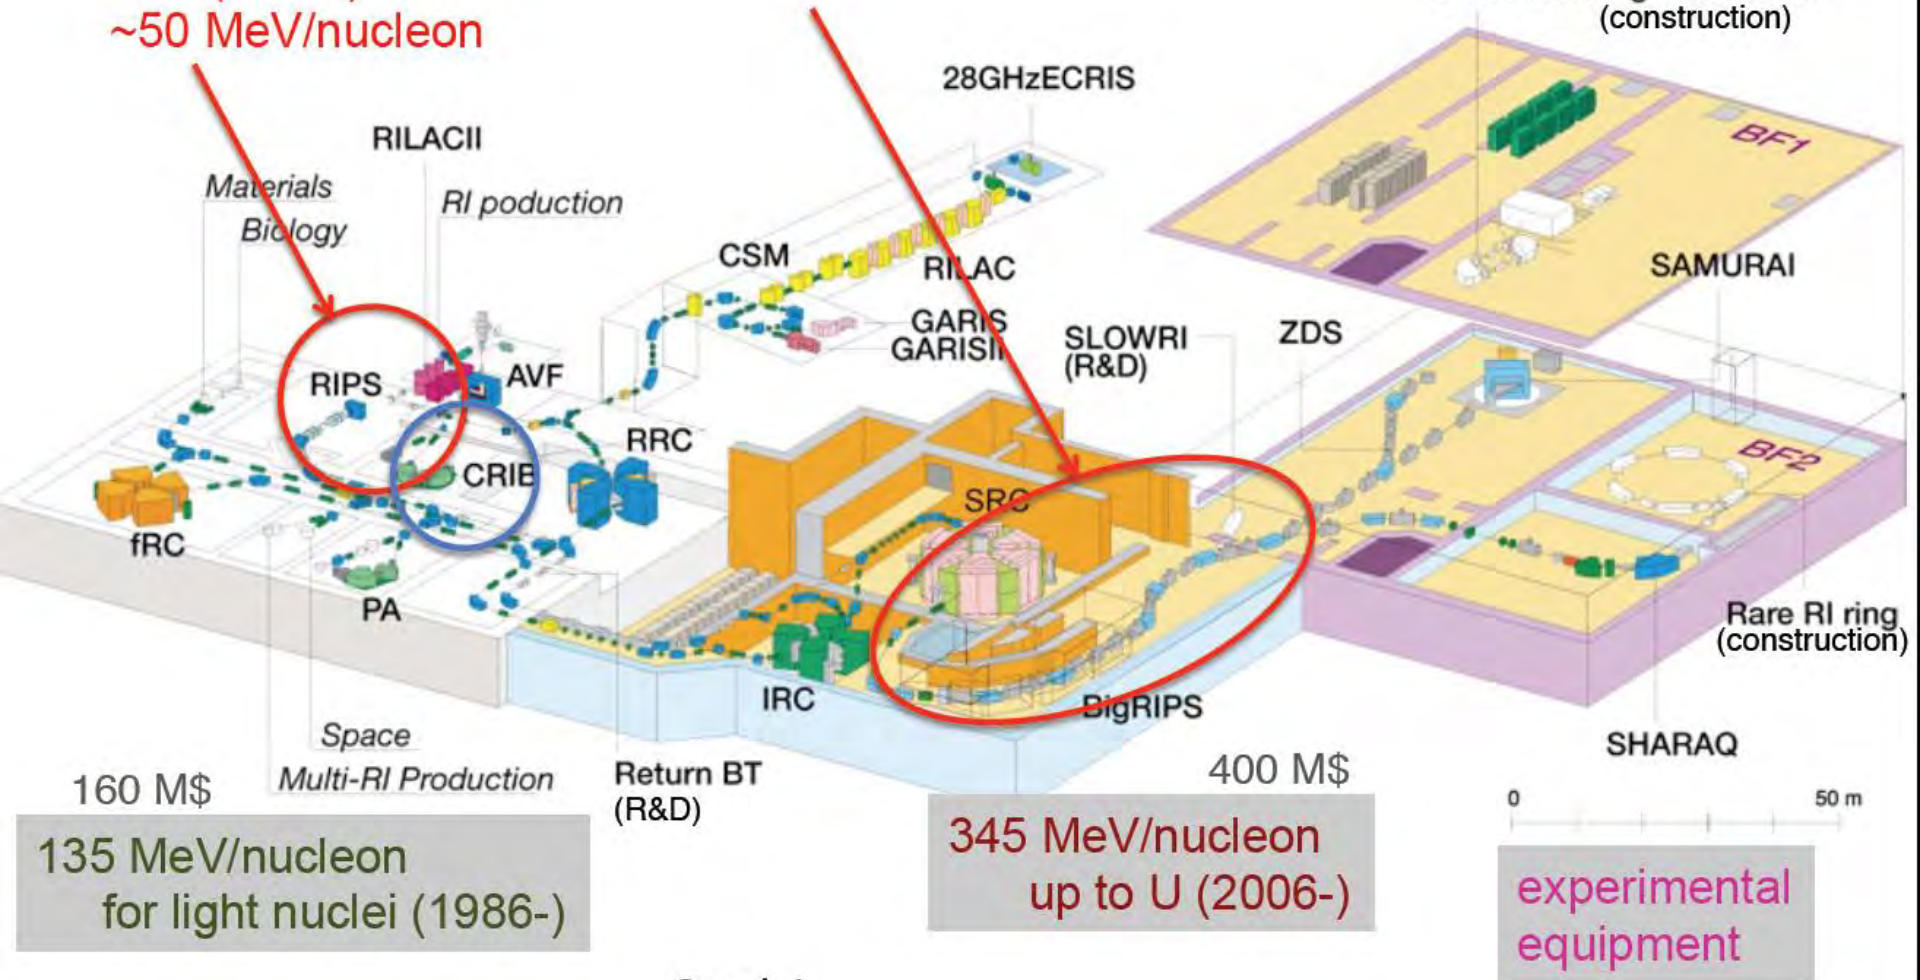 ~50 MeV/nucleon
(construction)
28GHzECRIS
RILACII
BF1
Materials
RI poduction
Biology
CSM
RILAC
SAMURAI
GARIS
GARISII
SLOWRI
(R&D)
ZDS
RIPS
AVF
RRC
BF2
CRIB
SRC
fRC
PA
Rare RI ring
(construction)
IRC
BigRIPS
Space
SHARAQ
Multi-RI Production
Return BT
(R&D)
160 M$
400 M$
0 50 m
135 MeV/nucleon
for light nuclei (1986-)
345 MeV/nucleon
up to U (2006-)
experimental
equipment